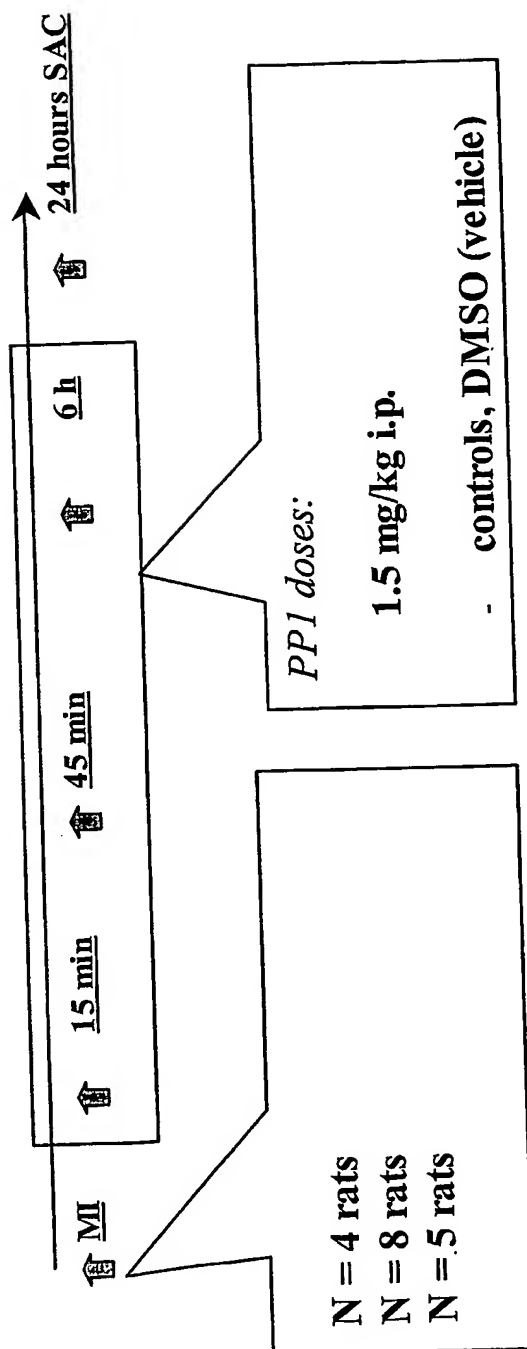 MI
15 min
45 min
6 h
24 hours SAC
N = 4 rats
N = 8 rats
N = 5 rats
PP1 doses:
1.5 mg/kg i.p.
- controls, DMSO (vehicle)